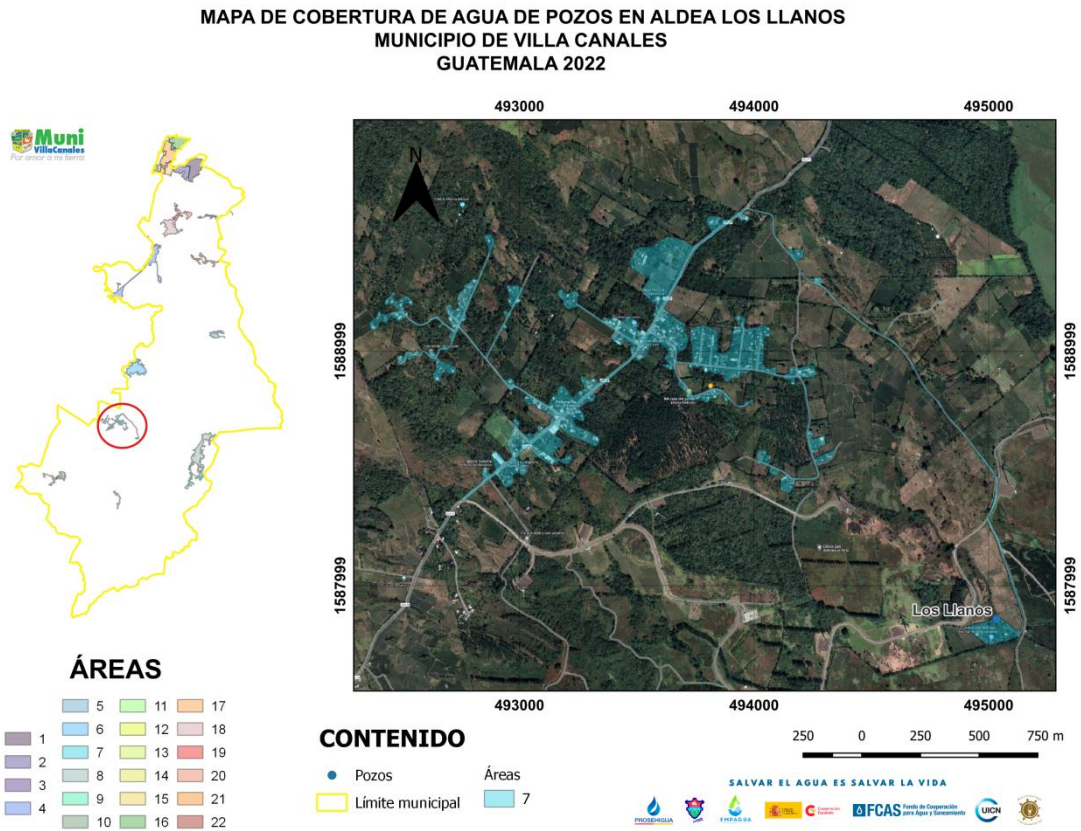 MAPA DE COBERTURA DE AGUA DE POZOS EN ALDEA LOS LLANOS
MUNICIPIO DE VILLA CANALES
GUATEMALA 2022
Muni
VillaCanales
Por amor a mi tierra
493000
494000
495000
N
1588999
1588999
1587999
1587999
Los Llanos
493000
494000
495000
ÁREAS
1
2
3
4
5
6
7
8
9
10
11
12
13
14
15
16
17
18
19
20
21
22
CONTENIDO
Pozos
Límite municipal
Áreas
7
250 0 250 500 750 m
SALVAR EL AGUA ES SALVAR LA VIDA
PROSEHIGUA
EMPAGUA
Cooperación
Española
FCAS
Fondo de Cooperación
para Agua y Saneamiento
UICN